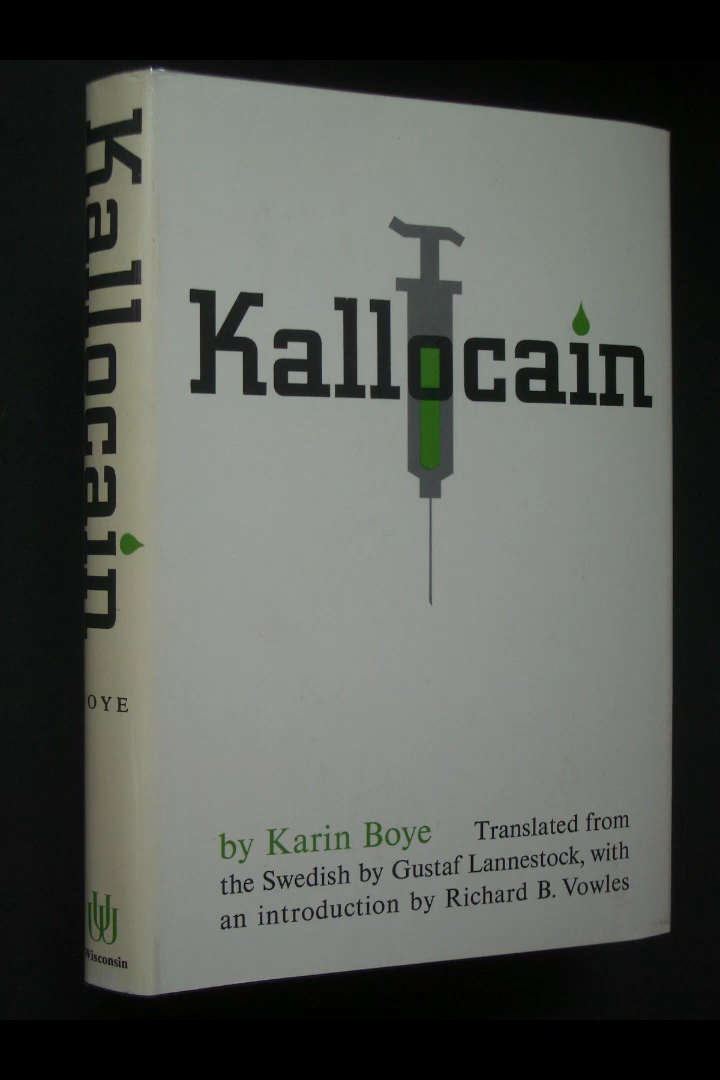 Kallocain
OYE
Wisconsin
Kallocain
by Karin Boye Translated from
the Swedish by Gustaf Lannestock, with
an introduction by Richard B. Vowles